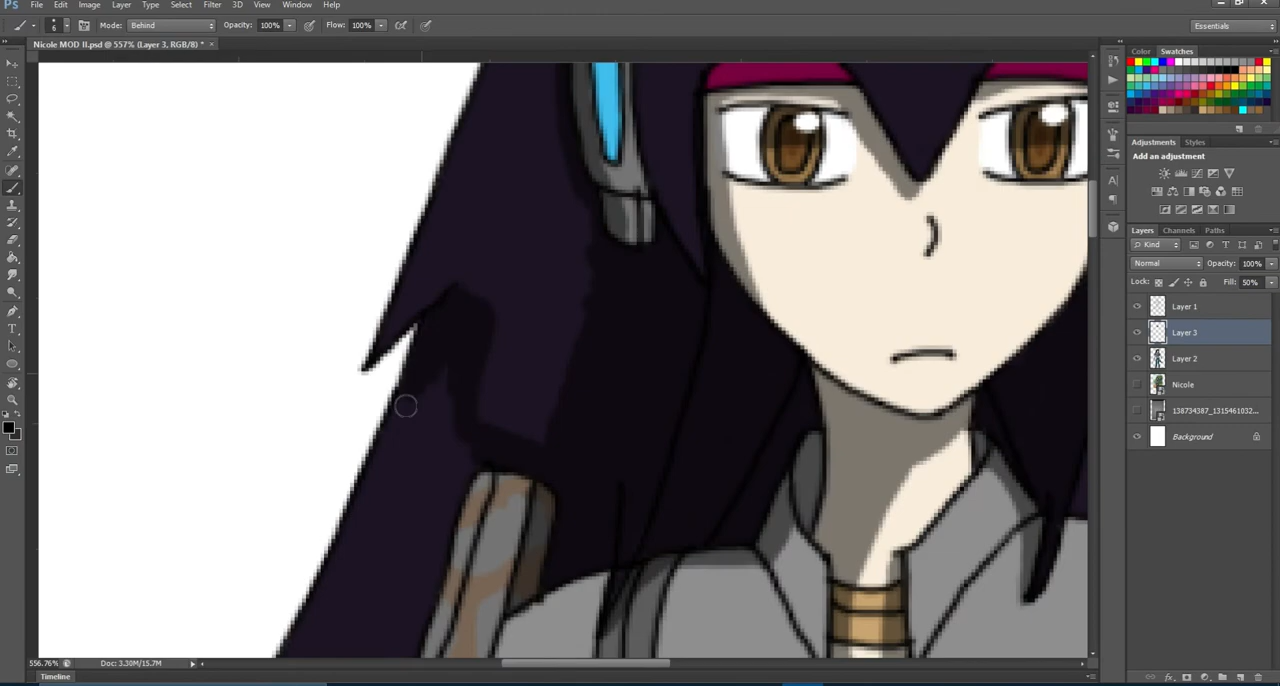 Ps File Edit Image Layer Type Select Filter 3D View Window Help
6 Mode: Behind Opacity: 100% Flow: 100% Essentials
Nicole MOD II.psd @ 557% (Layer 3, RGB/8) * ×
Color Swatches
Adjustments Styles
Add an adjustment
Layers Channels Paths
Kind
Normal Opacity: 100%
Lock: Fill: 50%
Layer 1
Layer 3
Layer 2
Nicole
138734387_1315461032...
Background
556.76% Doc: 3.30M/15.7M
Timeline